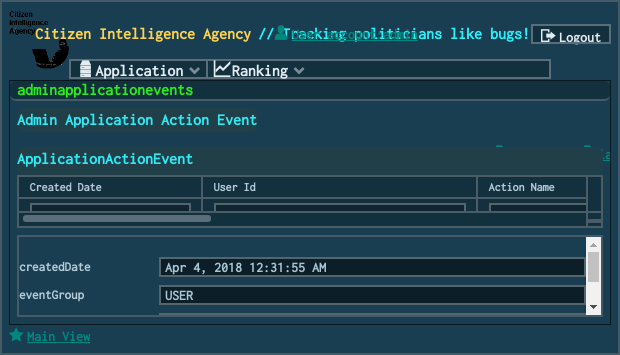 Citizen
Intelligence
Agency
Citizen Intelligence Agency // Tracking politicians like bugs!
Logout
Application
Ranking
adminapplicationevents
Admin Application Action Event
ApplicationActionEvent
Created Date
User Id
Action Name
createdDate
Apr 4, 2018 12:31:55 AM
eventGroup
USER
Main View